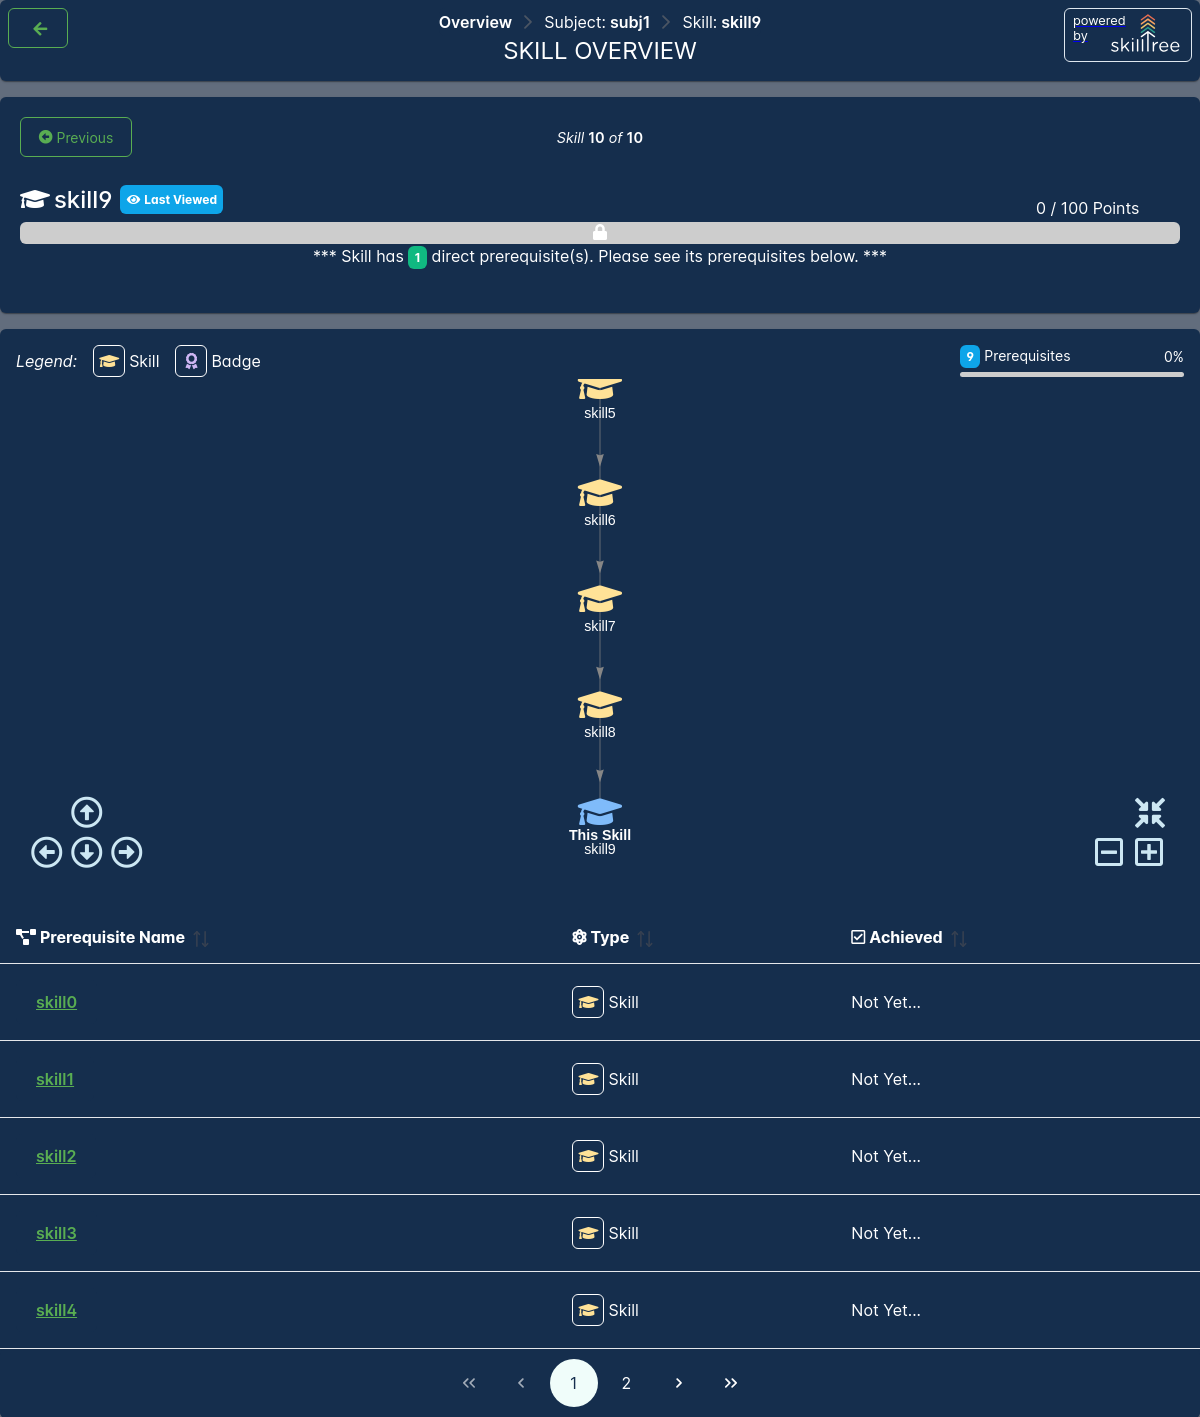 Overview Subject: subj1 Skill: skill9
SKILL OVERVIEW
powered
by
skilltree
Previous
Skill 10 of 10
skill9 Last Viewed
0 / 100 Points
*** Skill has 1 direct prerequisite(s). Please see its prerequisites below. ***
Legend: Skill Badge
9 Prerequisites 0%
skill5
skill6
skill7
skill8
This Skill
skill9
Prerequisite Name Type Achieved
skill0 Skill Not Yet...
skill1 Skill Not Yet...
skill2 Skill Not Yet...
skill3 Skill Not Yet...
skill4 Skill Not Yet...
1 2